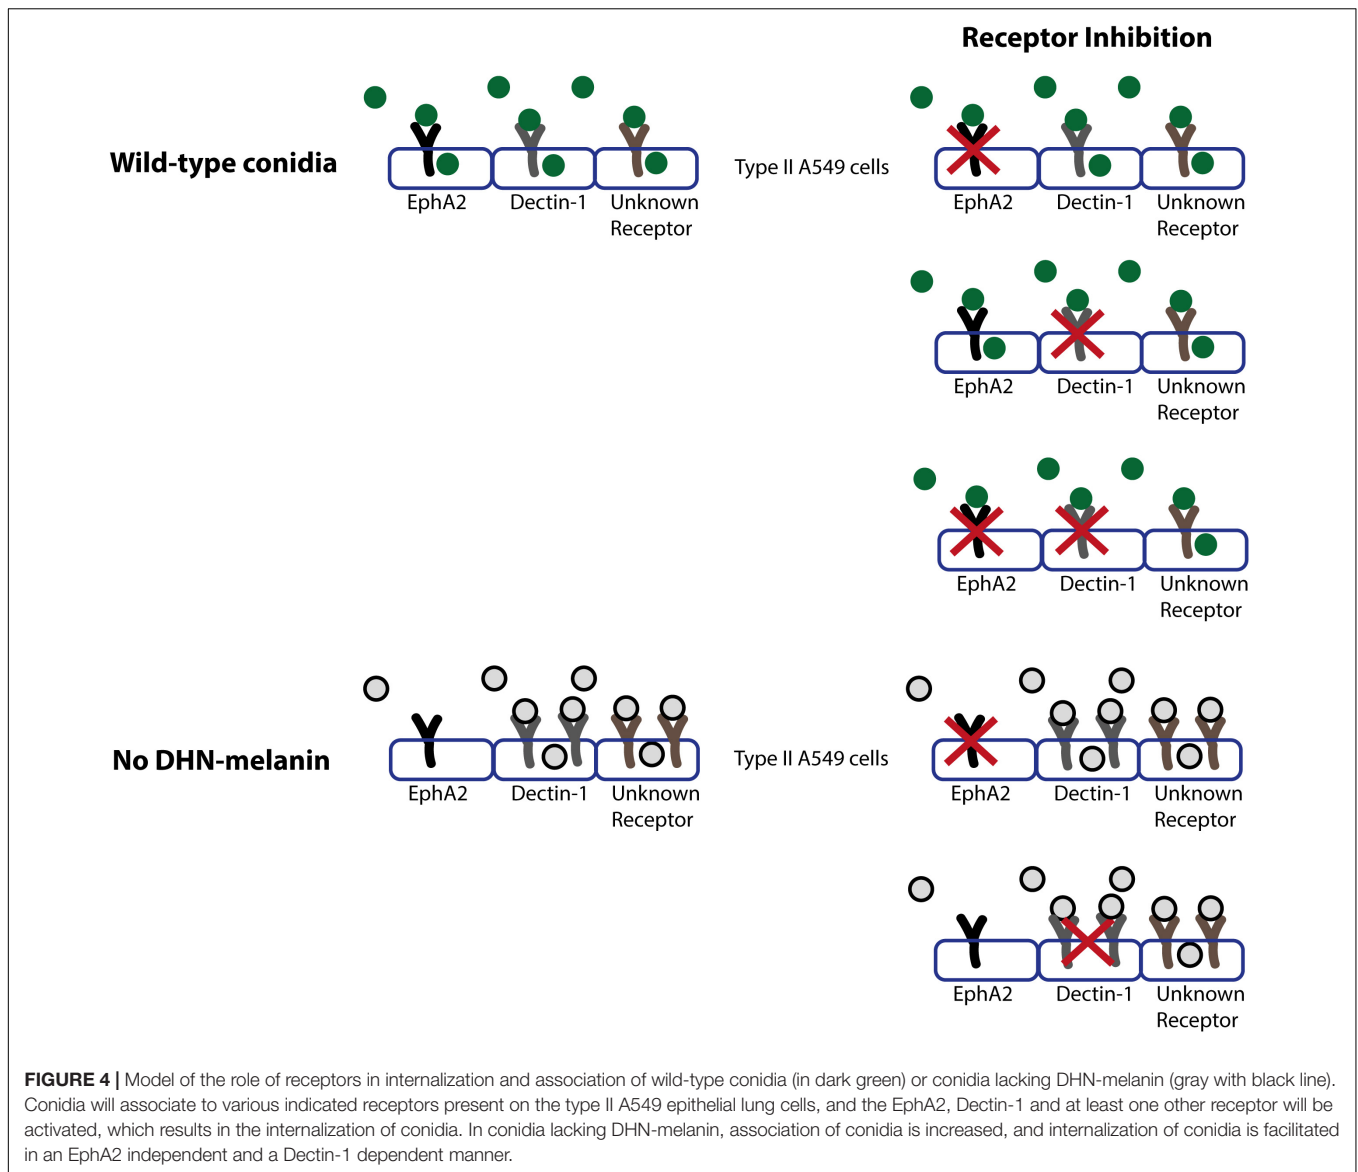 Receptor Inhibition
Wild-type conidia
EphA2
Dectin-1
Unknown
Receptor
Type II A549 cells
EphA2
Dectin-1
Unknown
Receptor
EphA2
Dectin-1
Unknown
Receptor
EphA2
Dectin-1
Unknown
Receptor
No DHN-melanin
EphA2
Dectin-1
Unknown
Receptor
Type II A549 cells
EphA2
Dectin-1
Unknown
Receptor
EphA2
Dectin-1
Unknown
Receptor
FIGURE 4 | Model of the role of receptors in internalization and association of wild-type conidia (in dark green) or conidia lacking DHN-melanin (gray with black line).
Conidia will associate to various indicated receptors present on the type II A549 epithelial lung cells, and the EphA2, Dectin-1 and at least one other receptor will be
activated, which results in the internalization of conidia. In conidia lacking DHN-melanin, association of conidia is increased, and internalization of conidia is facilitated
in an EphA2 independent and a Dectin-1 dependent manner.